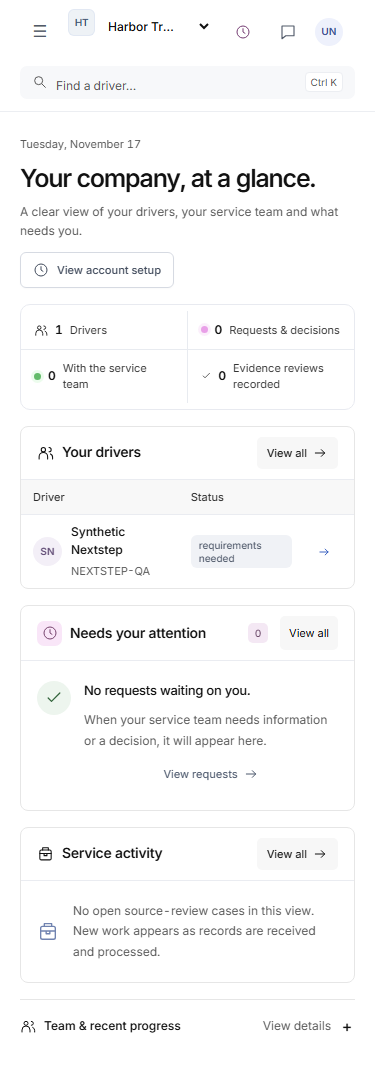 HT
Harbor Tr...
UN
Find a driver...
Ctrl K
Tuesday, November 17
Your company, at a glance.
A clear view of your drivers, your service team and what
needs you.
View account setup
1 Drivers
0 Requests & decisions
0 With the service
team
0 Evidence reviews
recorded
Your drivers
View all →
Driver
Status
SN
Synthetic
Nextstep
NEXTSTEP-QA
requirements
needed
→
Needs your attention
0
View all
No requests waiting on you.
When your service team needs information
or a decision, it will appear here.
View requests →
Service activity
View all →
No open source-review cases in this view.
New work appears as records are received
and processed.
Team & recent progress
View details +